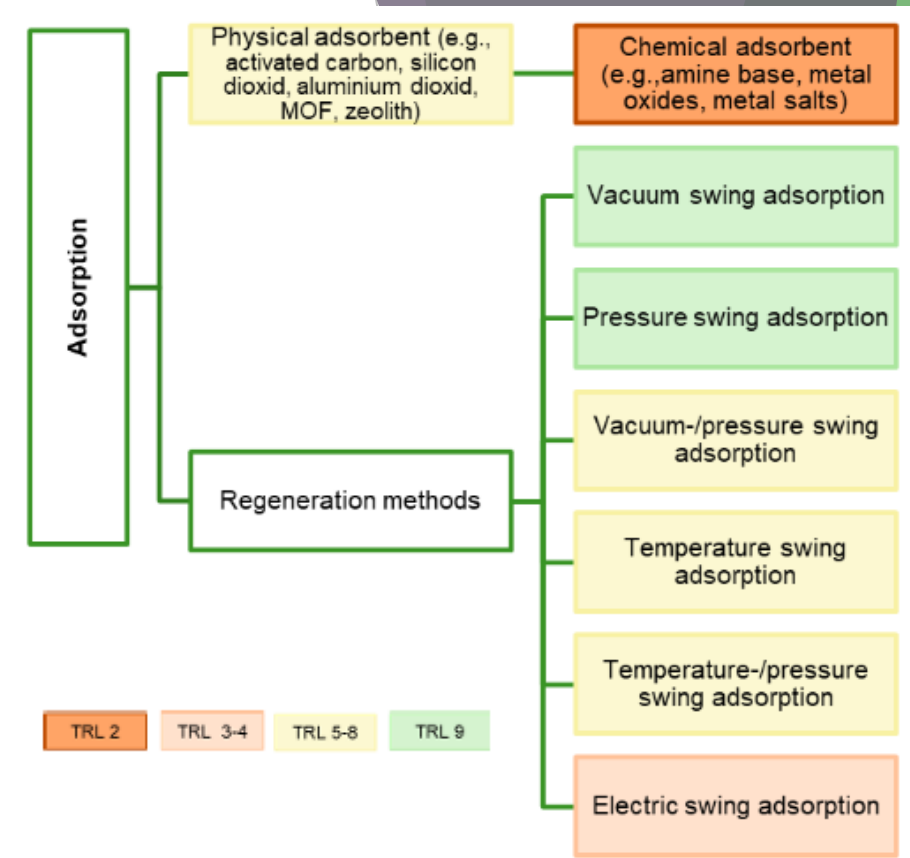 Adsorption
Physical adsorbent (e.g.,
activated carbon, silicon
dioxid, aluminium dioxid,
MOF, zeolith)
Chemical adsorbent
(e.g.,amine base, metal
oxides, metal salts)
Regeneration methods
Vacuum swing adsorption
Pressure swing adsorption
Vacuum-/pressure swing
adsorption
Temperature swing
adsorption
Temperature-/pressure
swing adsorption
Electric swing adsorption
TRL 2
TRL 3-4
TRL 5-8
TRL 9